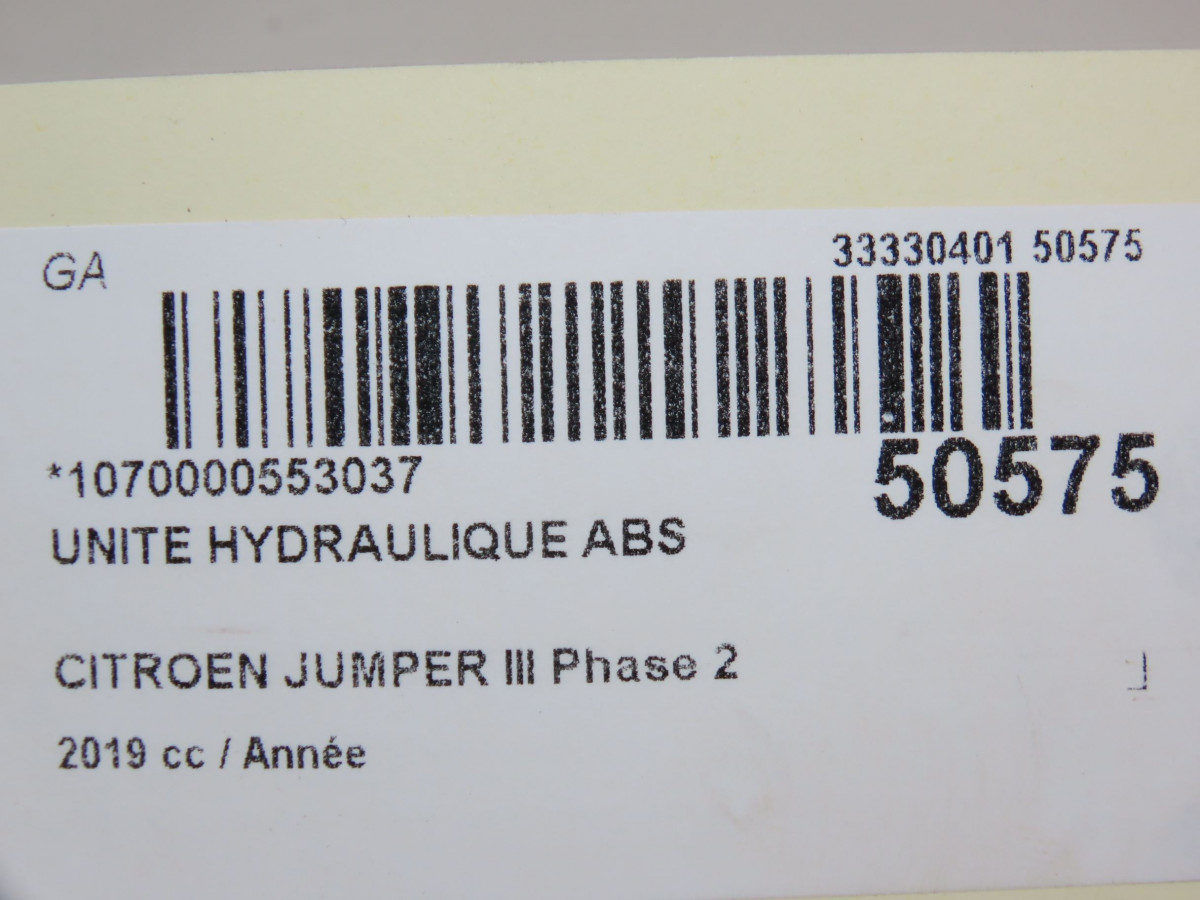 GA
33330401 50575
*1070000553037
50575
UNITE HYDRAULIQUE ABS
CITROEN JUMPER III Phase 2
2019 cc / Année